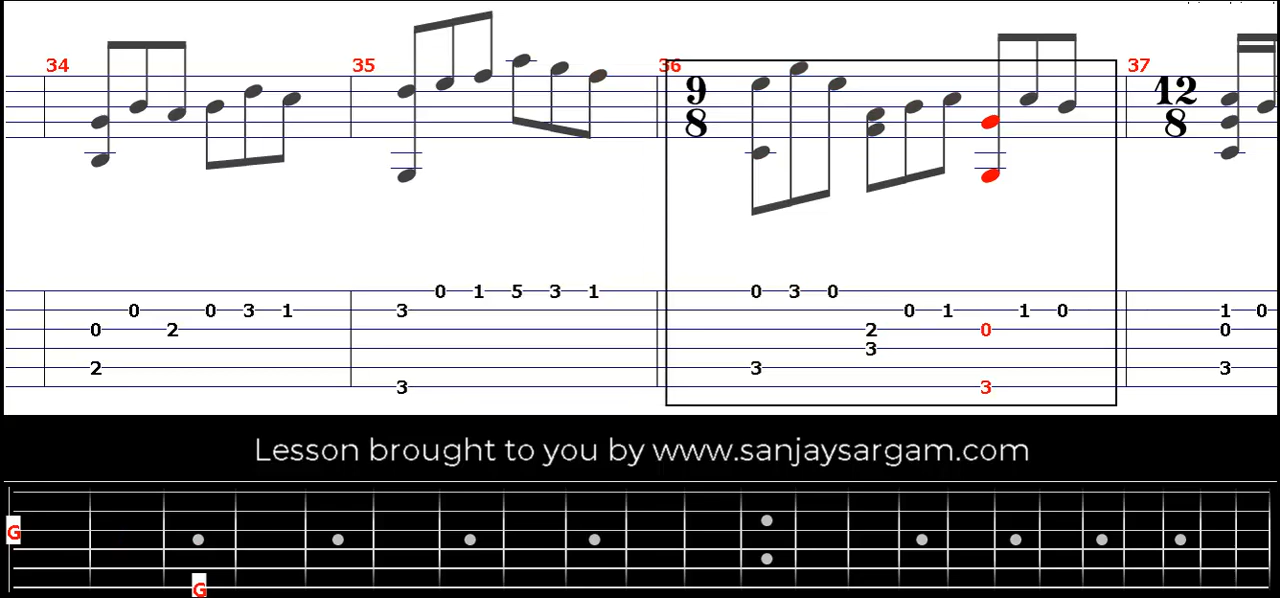 34 35 36 37
9 12
8 8
0 1 5 3 1 0 3 0
0 0 3 1 3 0 1 1 0 1 0
0 2 2 0 0
3
2 3 3
3 3
Lesson brought to you by www.sanjaysargam.com
G
G